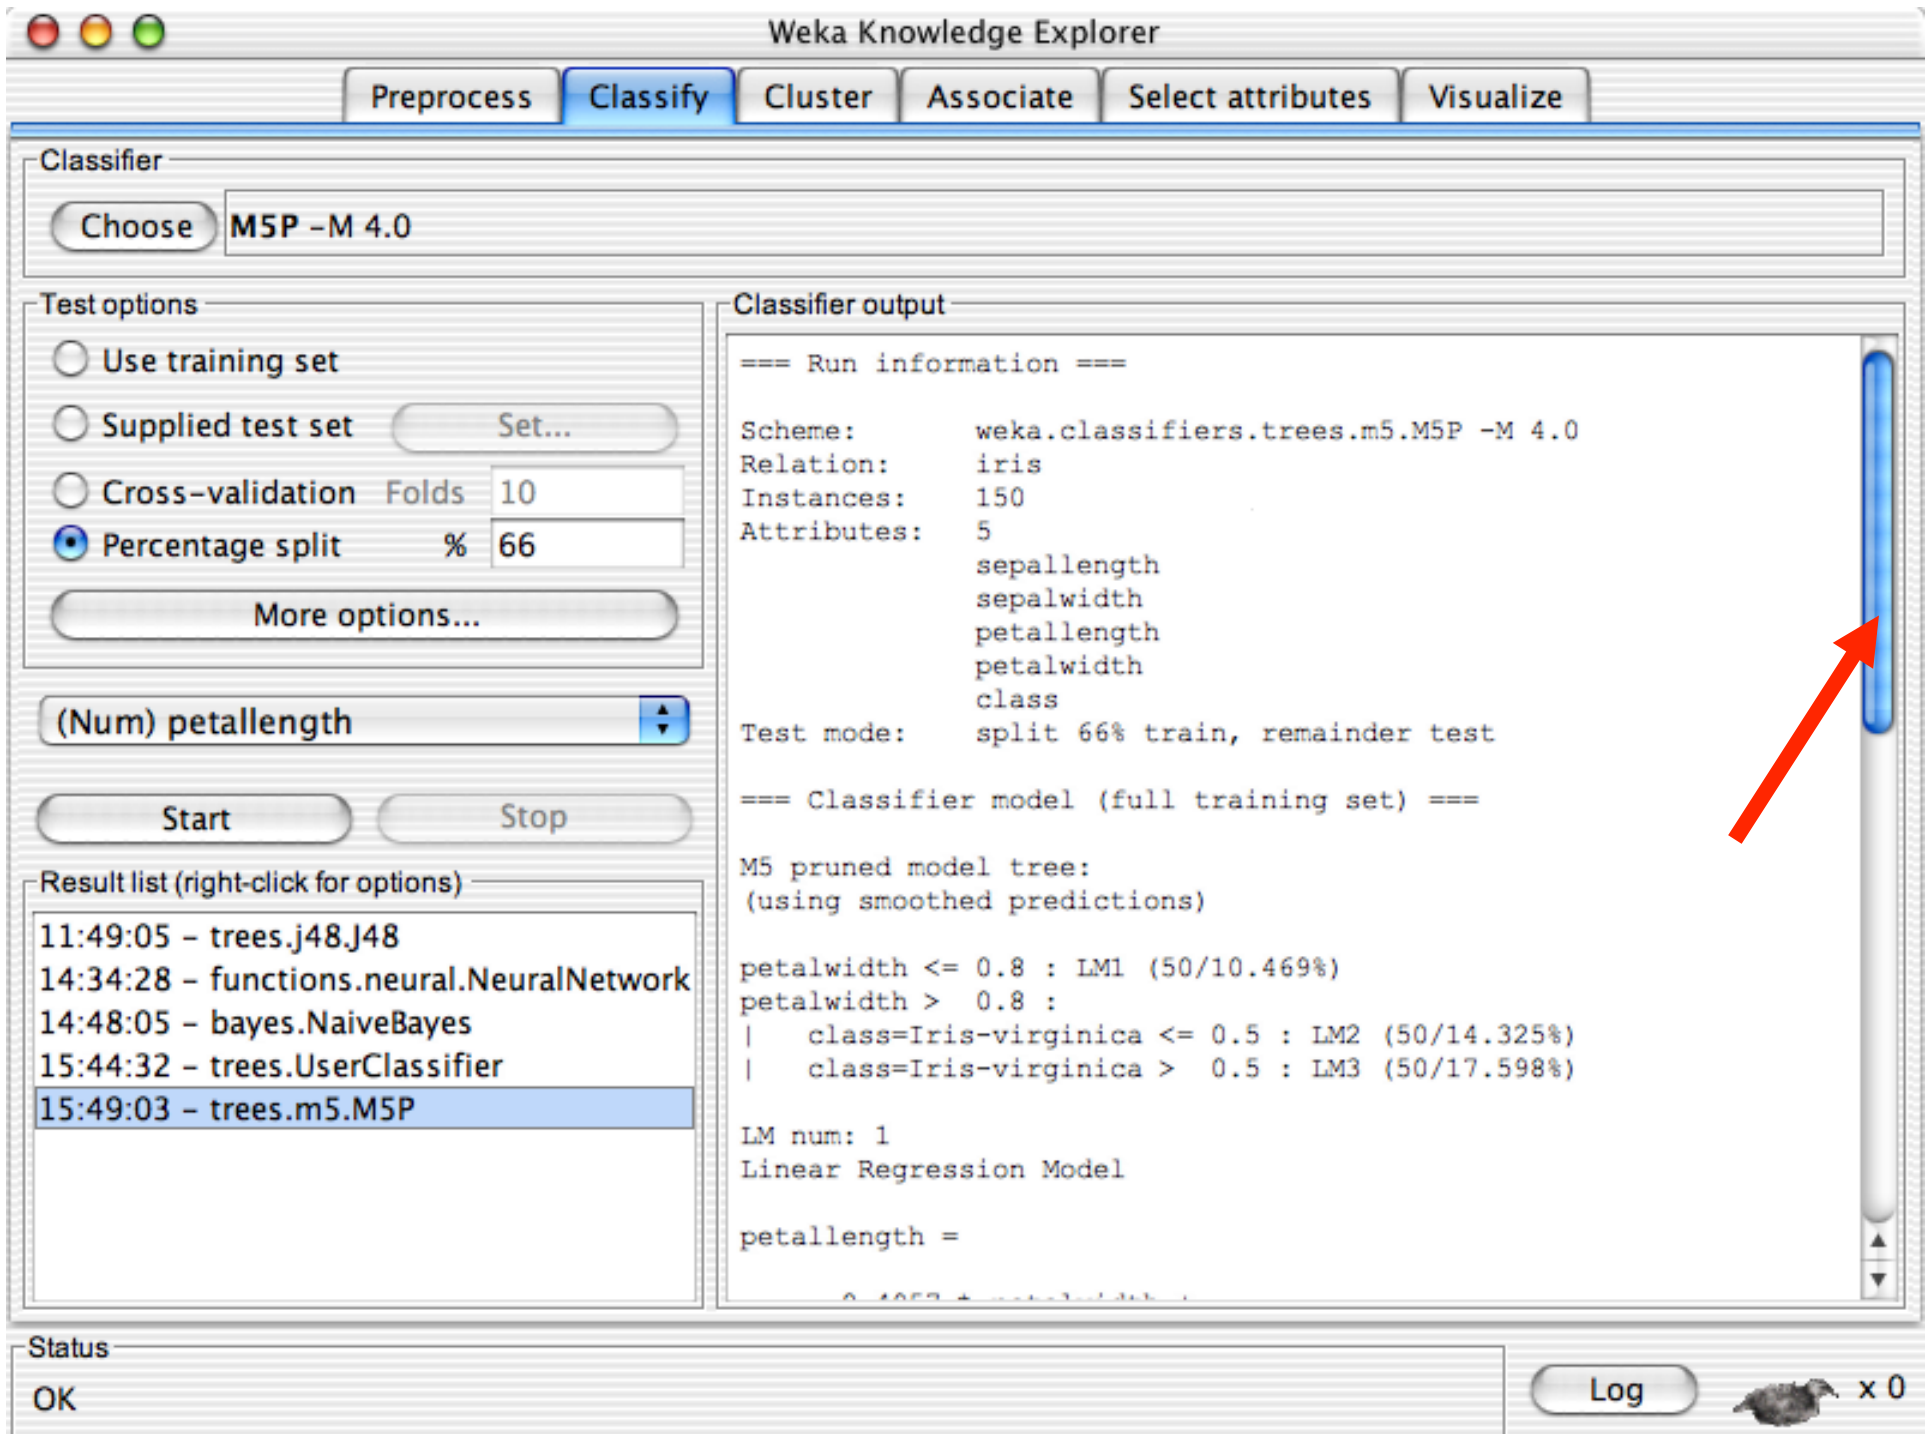 Weka Knowledge Explorer
Preprocess Classify Cluster Associate Select attributes Visualize
Classifier
Choose M5P -M 4.0
Test options
Use training set
Supplied test set Set...
Cross-validation Folds 10
Percentage split % 66
More options...
(Num) petallength
Start Stop
Result list (right-click for options)
11:49:05 - trees.j48.J48
14:34:28 - functions.neural.NeuralNetwork
14:48:05 - bayes.NaiveBayes
15:44:32 - trees.UserClassifier
15:49:03 - trees.m5.M5P
Classifier output
=== Run information ===
Scheme: weka.classifiers.trees.m5.M5P -M 4.0
Relation: iris
Instances: 150
Attributes: 5
sepallength
sepalwidth
petallength
petalwidth
class
Test mode: split 66% train, remainder test
=== Classifier model (full training set) ===
M5 pruned model tree:
(using smoothed predictions)
petalwidth <= 0.8 : LM1 (50/10.469%)
petalwidth > 0.8 :
| class=Iris-virginica <= 0.5 : LM2 (50/14.325%)
| class=Iris-virginica > 0.5 : LM3 (50/17.598%)
LM num: 1
Linear Regression Model
petallength =
Status
OK
Log x 0